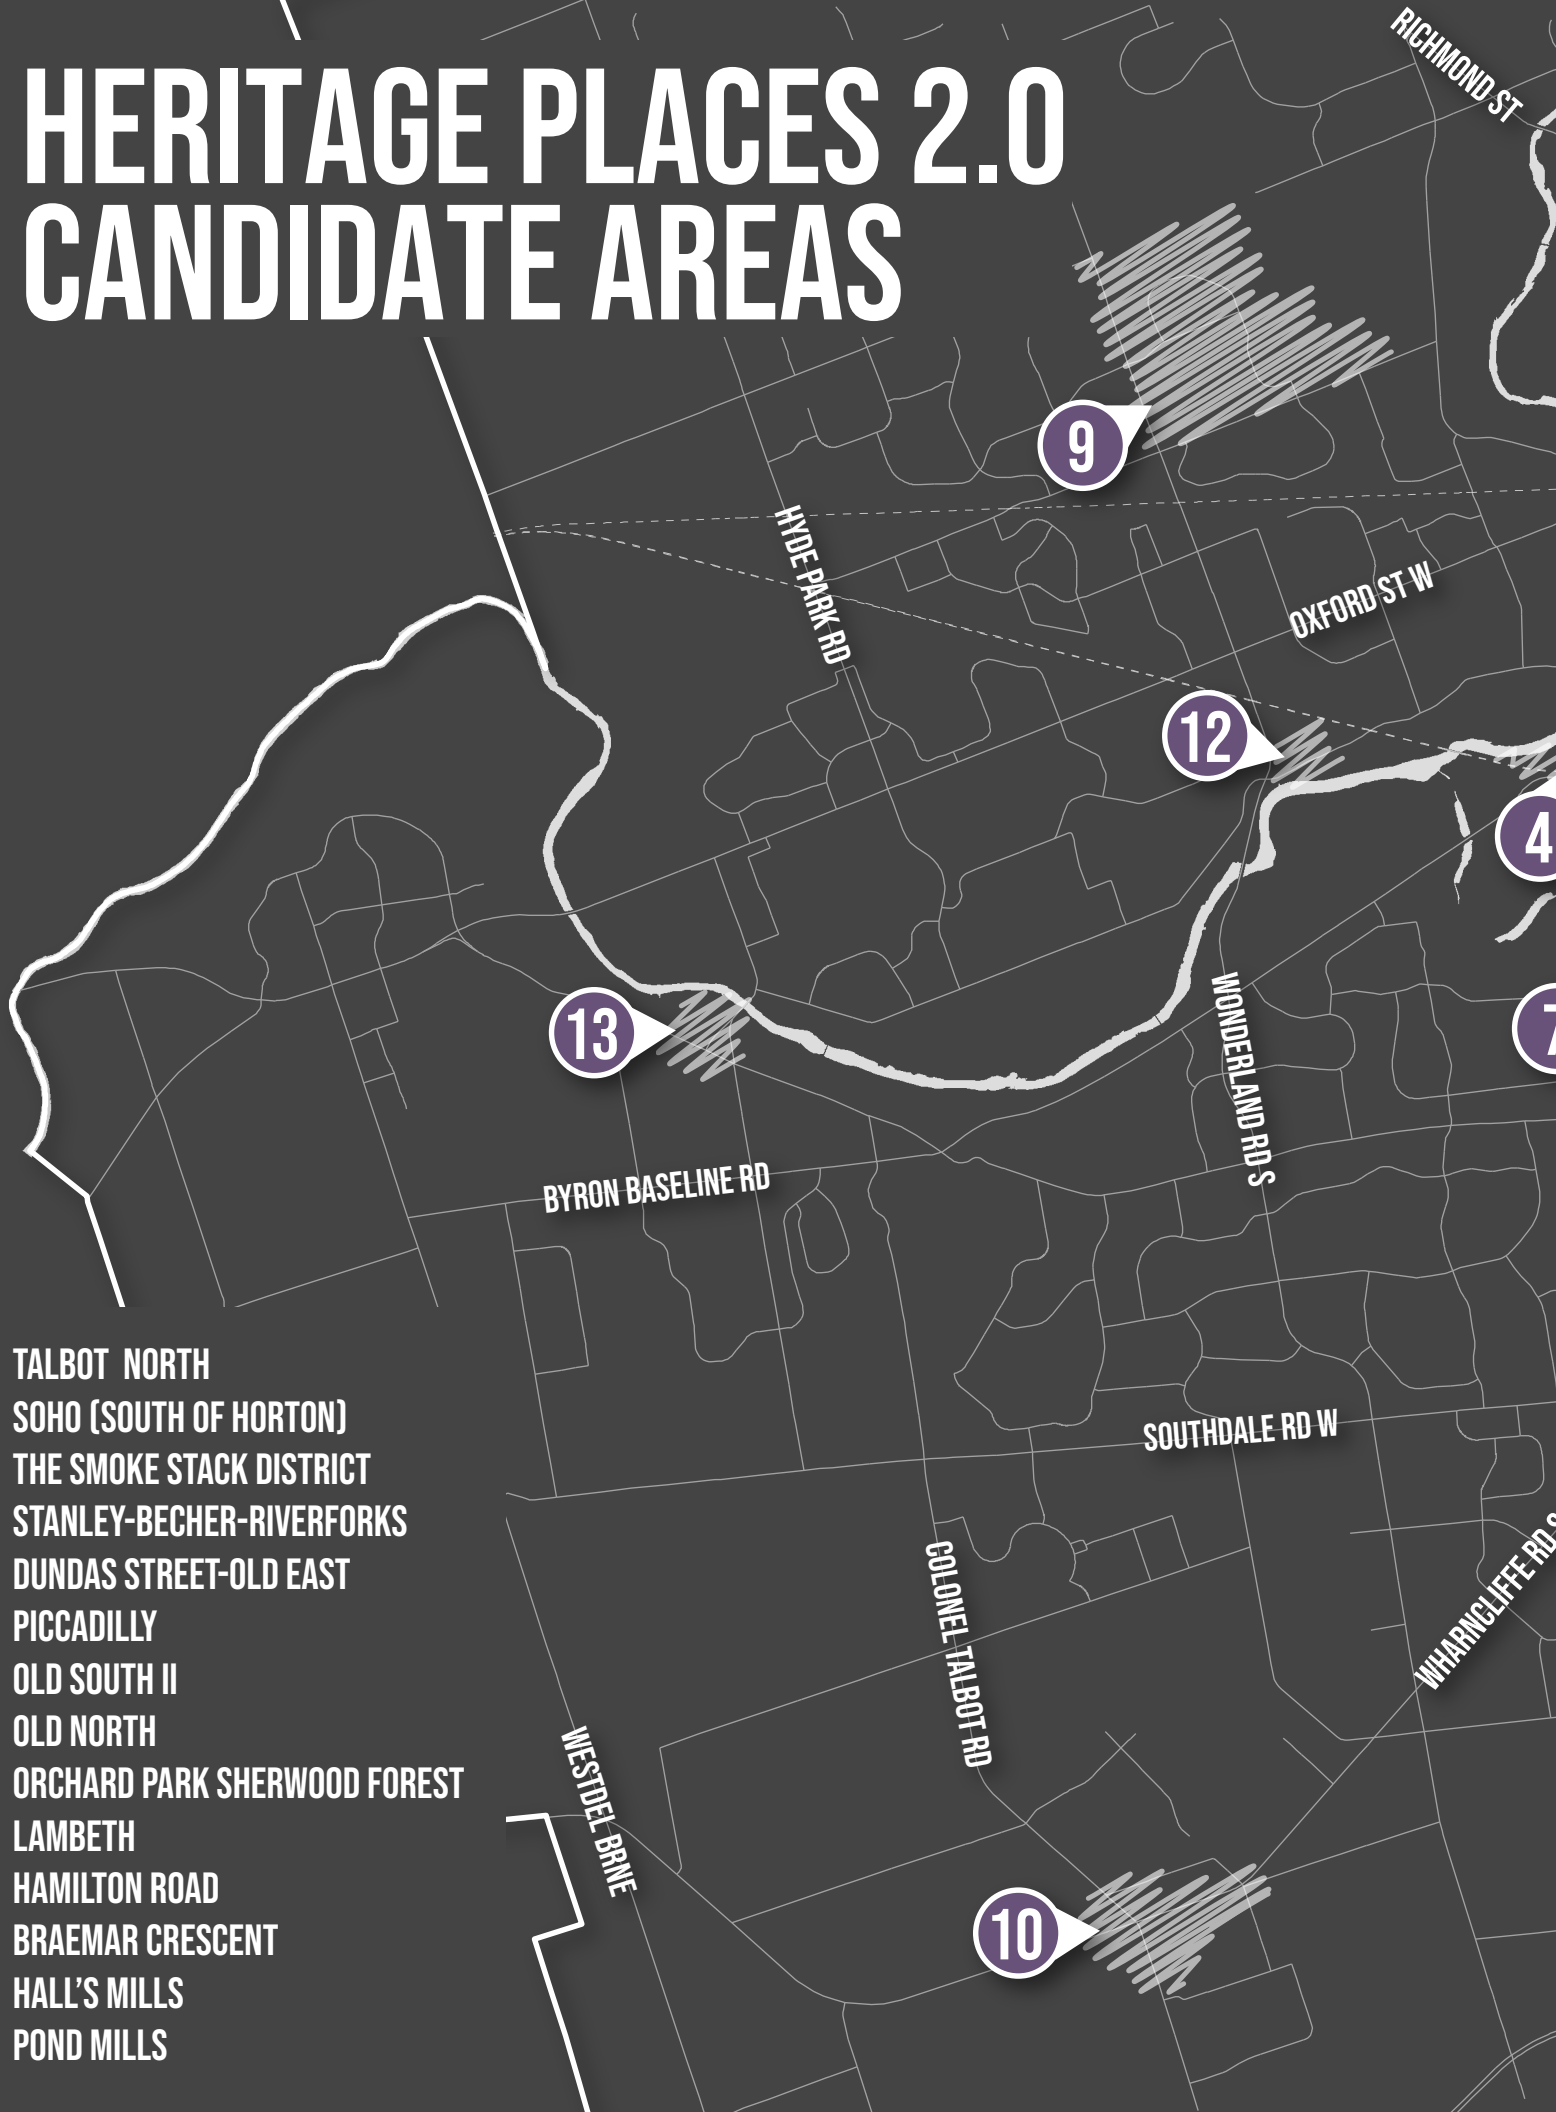 RICHMOND ST
HERITAGE PLACES 2.0
CANDIDATE AREAS
9
HYDE PARK RD
OXFORD ST W
12
4
13
7
WONDERLAND RD S
BYRON BASELINE RD
TALBOT NORTH
SOHO (SOUTH OF HORTON)
THE SMOKE STACK DISTRICT
STANLEY-BECHER-RIVERFORKS
DUNDAS STREET-OLD EAST
PICCADILLY
OLD SOUTH II
OLD NORTH
ORCHARD PARK SHERWOOD FOREST
LAMBETH
HAMILTON ROAD
BRAEMAR CRESCENT
HALL'S MILLS
POND MILLS
SOUTHDALE RD W
COLONEL TALBOT RD
WHARNCLIFFE RD S
WESTDEL BRNE
10